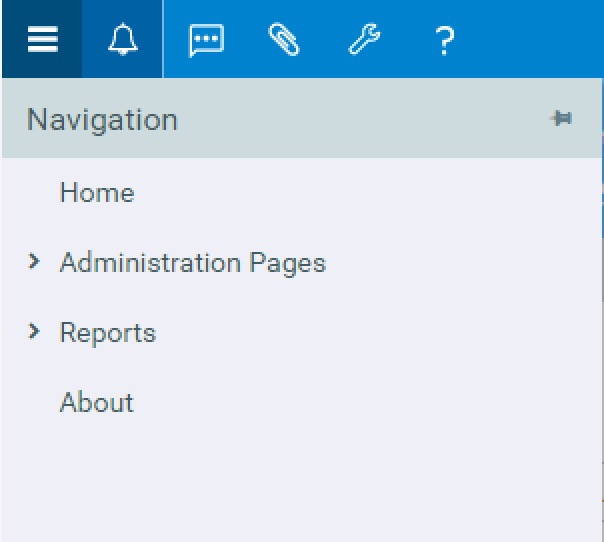 ?
Navigation
Home
Administration Pages
Reports
About